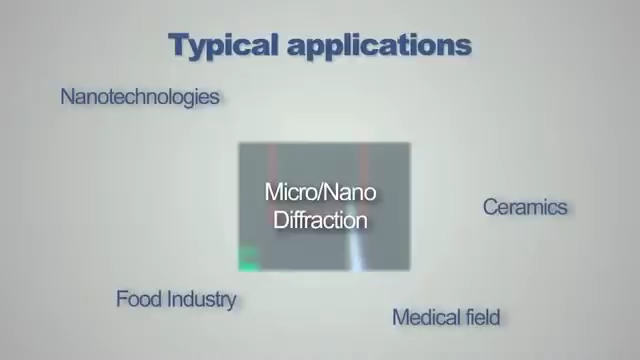 Typical applications
Nanotechnologies
Micro/Nano
Diffraction
Ceramics
Food Industry
Medical field